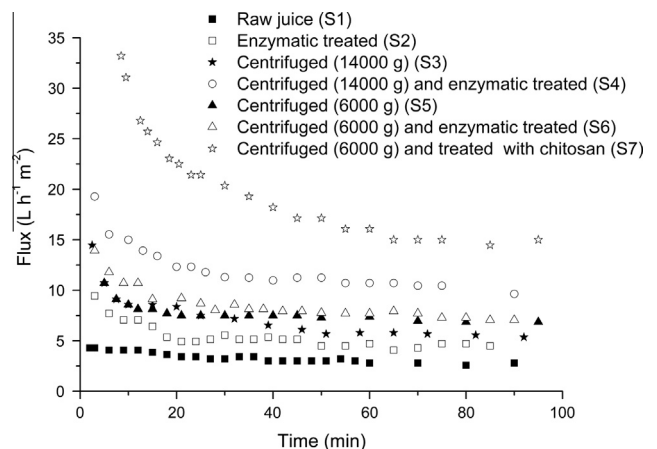 Raw juice (S1)
Enzymatic treated (S2)
Centrifuged (14000 g) (S3)
Centrifuged (14000 g) and enzymatic treated (S4)
Centrifuged (6000 g) (S5)
Centrifuged (6000 g) and enzymatic treated (S6)
Centrifuged (6000 g) and treated with chitosan (S7)
Flux (L h⁻¹ m⁻²)
35
30
25
20
15
10
5
0
0 20 40 60 80 100
Time (min)